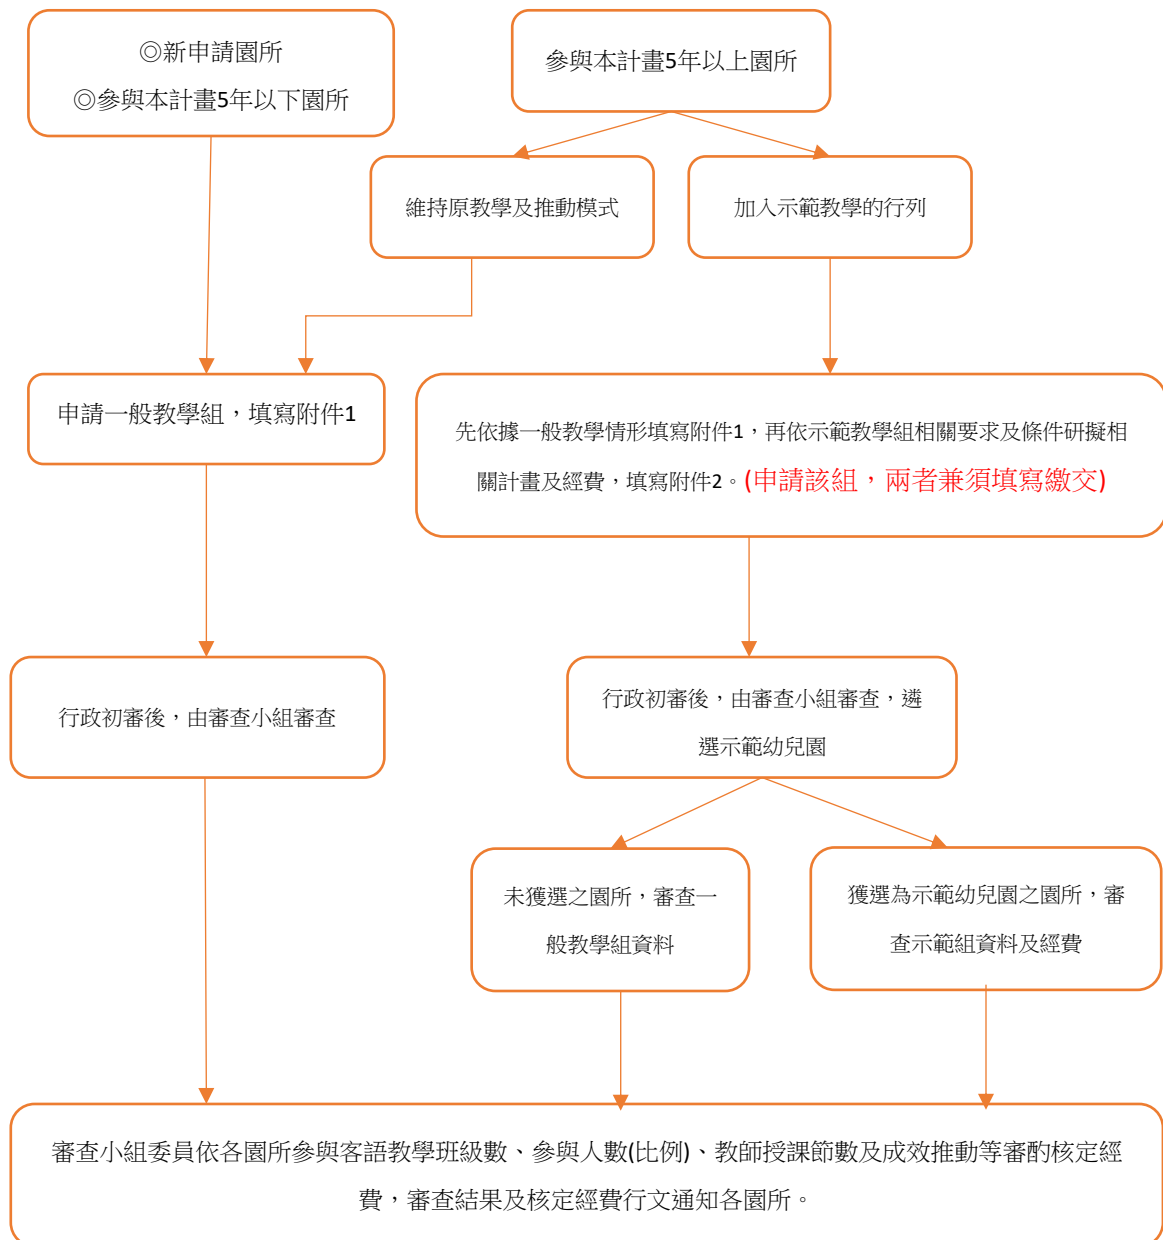 ◎新申請園所
◎參與本計畫5年以下園所
參與本計畫5年以上園所
維持原教學及推動模式
加入示範教學的行列
申請一般教學組，填寫附件1
先依據一般教學情形填寫附件1，再依示範教學組相關要求及條件研擬相
關計畫及經費，填寫附件2。(申請該組，兩者兼須填寫繳交)
行政初審後，由審查小組審查
行政初審後，由審查小組審查，遴
選示範幼兒園
未獲選之園所，審查一
般教學組資料
獲選為示範幼兒園之園所，審
查示範組資料及經費
審查小組委員依各園所參與客語教學班級數、參與人數(比例)、教師授課節數及成效推動等審酌核定經
費，審查結果及核定經費行文通知各園所。